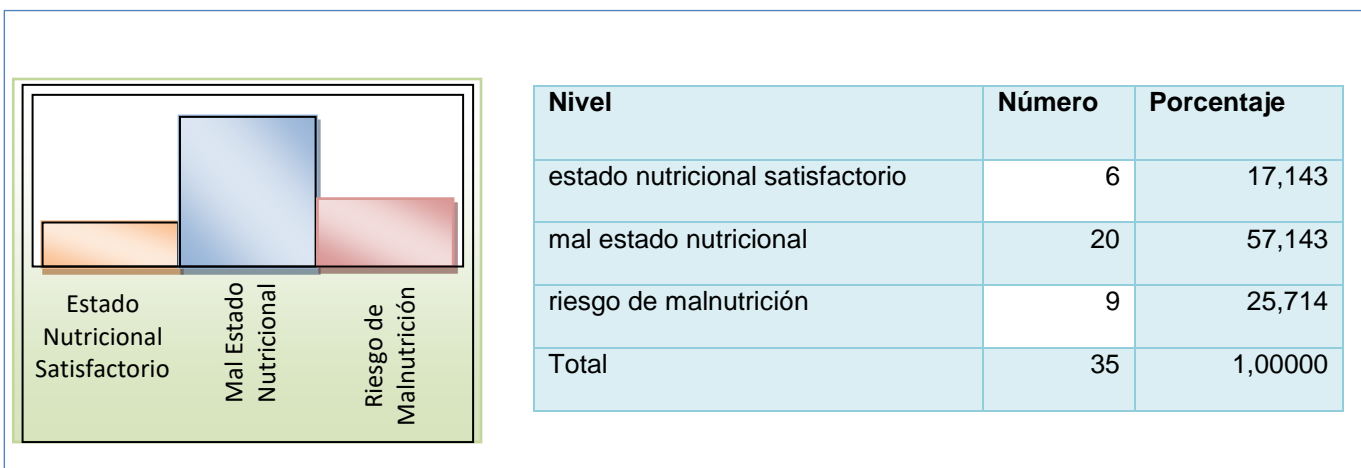 Estado
Nutricional
Satisfactorio
Mal Estado
Nutricional
Riesgo de
Malnutrición
Nivel Número Porcentaje
estado nutricional satisfactorio 6 17,143
mal estado nutricional 20 57,143
riesgo de malnutrición 9 25,714
Total 35 1,00000